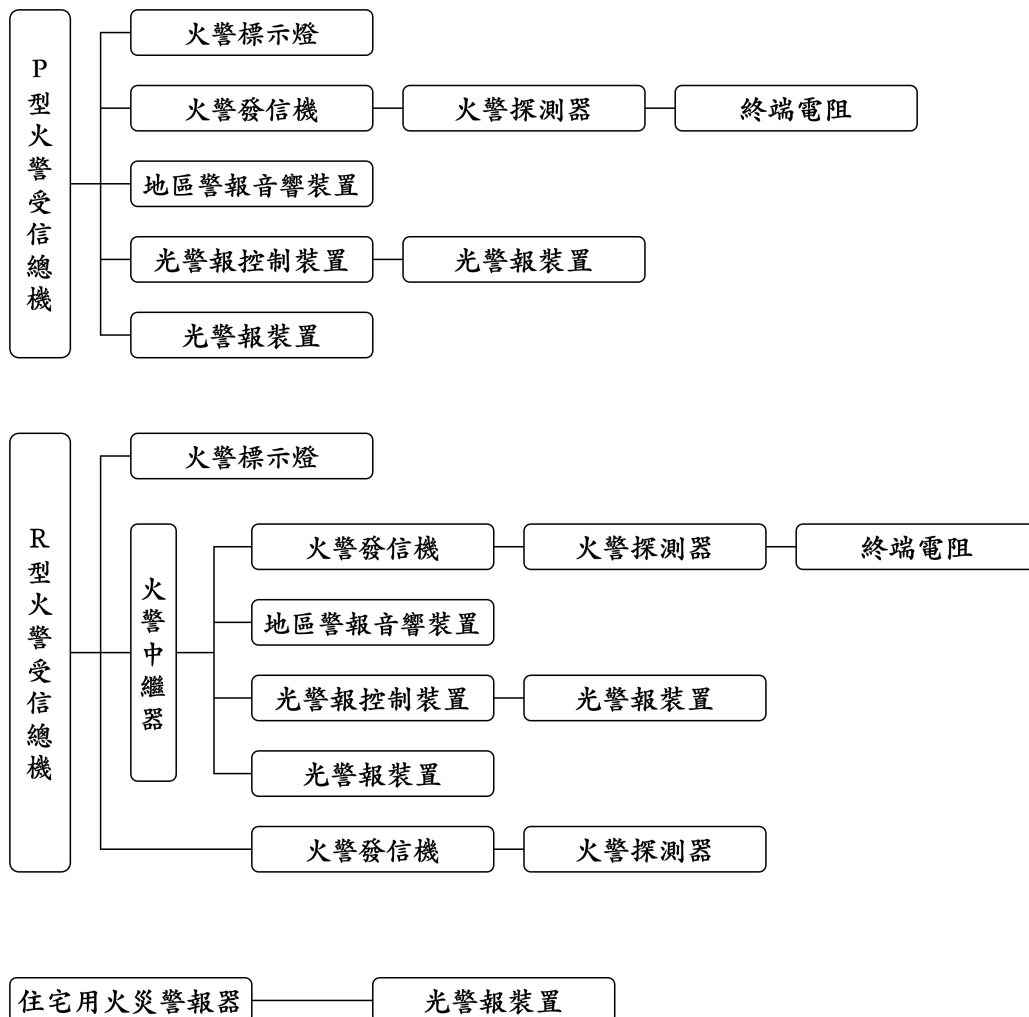 P型火警受信總機
火警標示燈
火警發信機 火警探測器 終端電阻
地區警報音響裝置
光警報控制裝置 光警報裝置
光警報裝置
R型火警受信總機
火警標示燈
火警中繼器
火警發信機 火警探測器 終端電阻
地區警報音響裝置
光警報控制裝置 光警報裝置
光警報裝置
火警發信機 火警探測器
住宅用火災警報器 光警報裝置